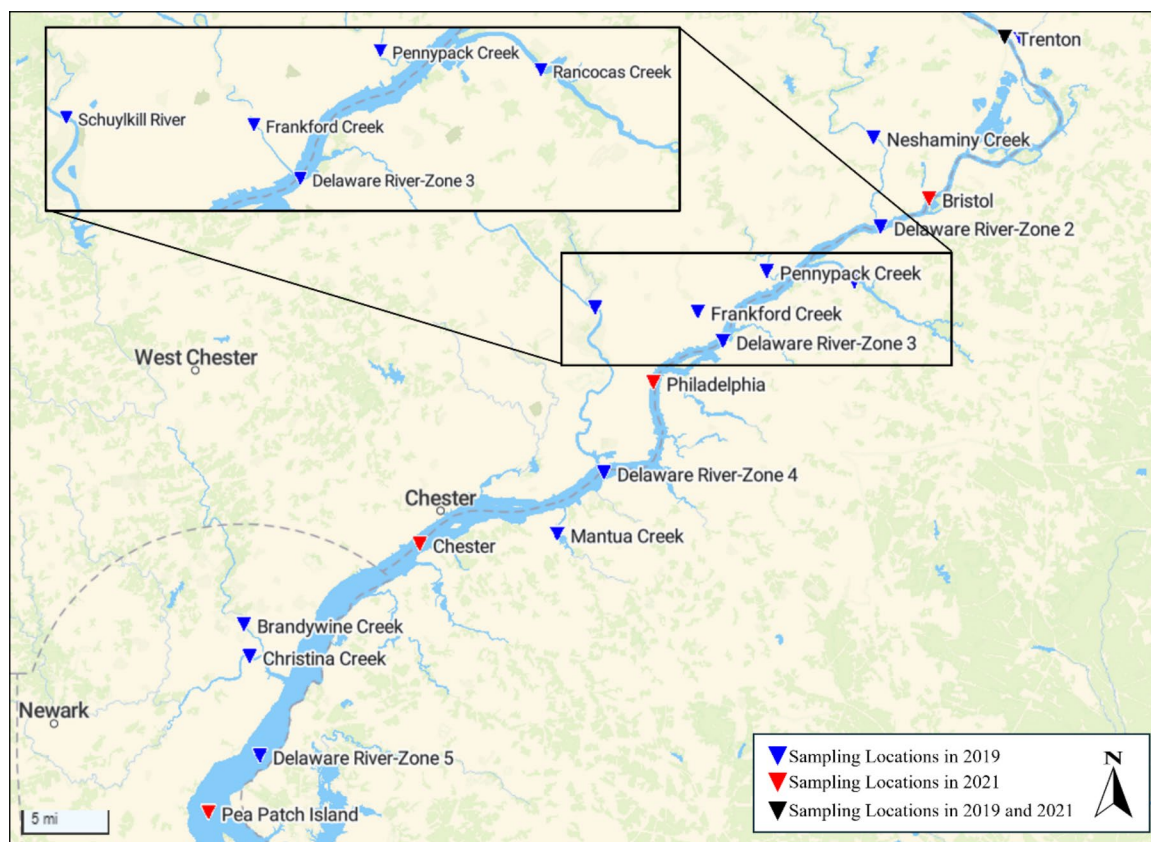 Pennypack Creek
Rancocas Creek
Schuylkill River
Frankford Creek
Delaware River-Zone 3
Trenton
Neshaminy Creek
Bristol
Delaware River-Zone 2
Pennypack Creek
Frankford Creek
Delaware River-Zone 3
West Chester
Philadelphia
Delaware River-Zone 4
Chester
Mantua Creek
Chester
Brandywine Creek
Christina Creek
Newark
Delaware River-Zone 5
Pea Patch Island
5 mi
Sampling Locations in 2019
Sampling Locations in 2021
Sampling Locations in 2019 and 2021
N